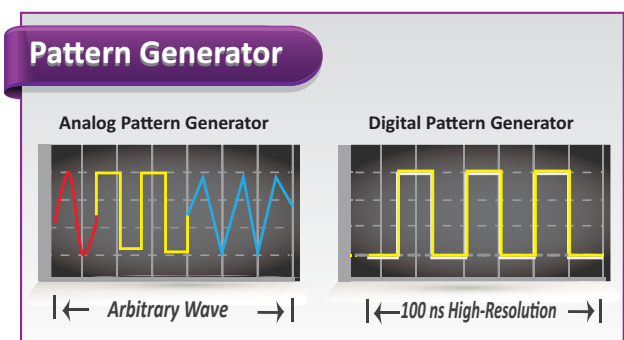 Pattern Generator
Analog Pattern Generator
Digital Pattern Generator
Arbitrary Wave
100 ns High-Resolution